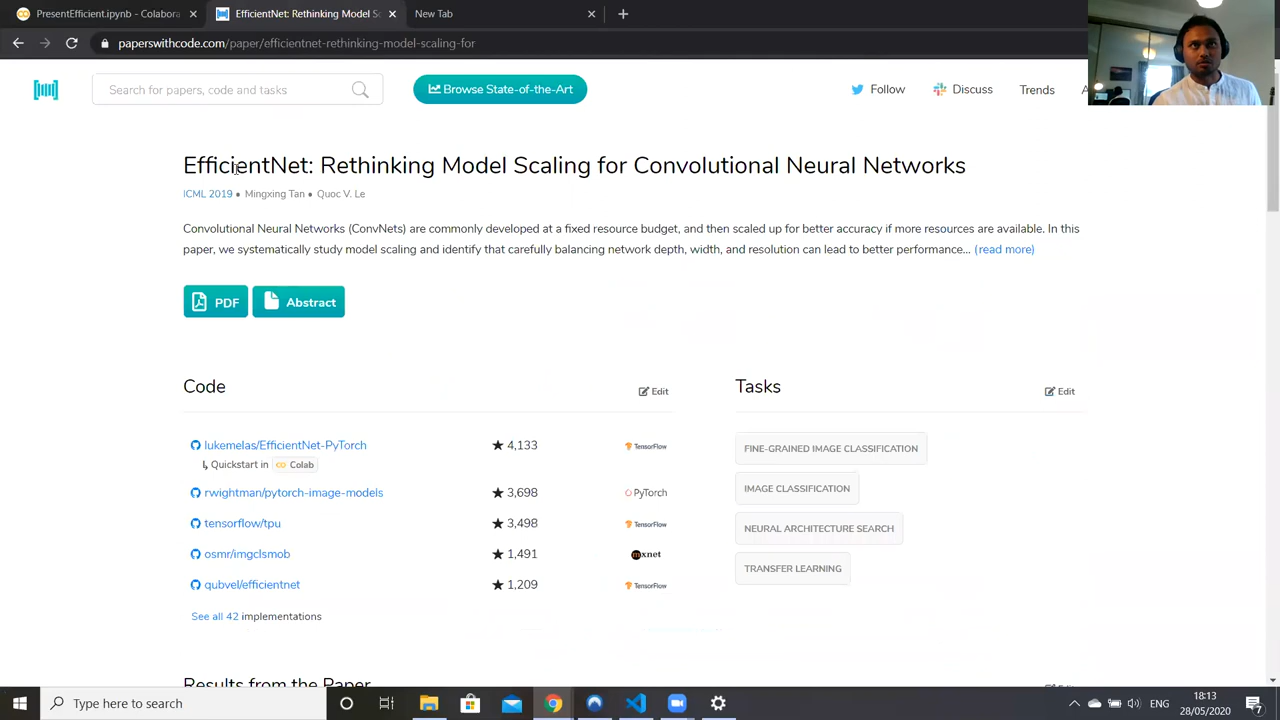 PresentEfficient.ipynb - Colabora
EfficientNet: Rethinking Model Sc
New Tab
paperswithcode.com/paper/efficientnet-rethinking-model-scaling-for
Search for papers, code and tasks
Browse State-of-the-Art
Follow
Discuss
Trends
EfficientNet: Rethinking Model Scaling for Convolutional Neural Networks
ICML 2019 • Mingxing Tan • Quoc V. Le
Convolutional Neural Networks (ConvNets) are commonly developed at a fixed resource budget, and then scaled up for better accuracy if more resources are available. In this
paper, we systematically study model scaling and identify that carefully balancing network depth, width, and resolution can lead to better performance... (read more)
PDF
Abstract
Code
Edit
lukemelas/EfficientNet-PyTorch 4,133 TensorFlow
Quickstart in Colab
rwightman/pytorch-image-models 3,698 PyTorch
tensorflow/tpu 3,498 TensorFlow
osmr/imgclsmob 1,491 mxnet
qubvel/efficientnet 1,209 TensorFlow
See all 42 implementations
Tasks
Edit
FINE-GRAINED IMAGE CLASSIFICATION
IMAGE CLASSIFICATION
NEURAL ARCHITECTURE SEARCH
TRANSFER LEARNING
Results from the Paper
Type here to search
ENG
18:13
28/05/2020
7